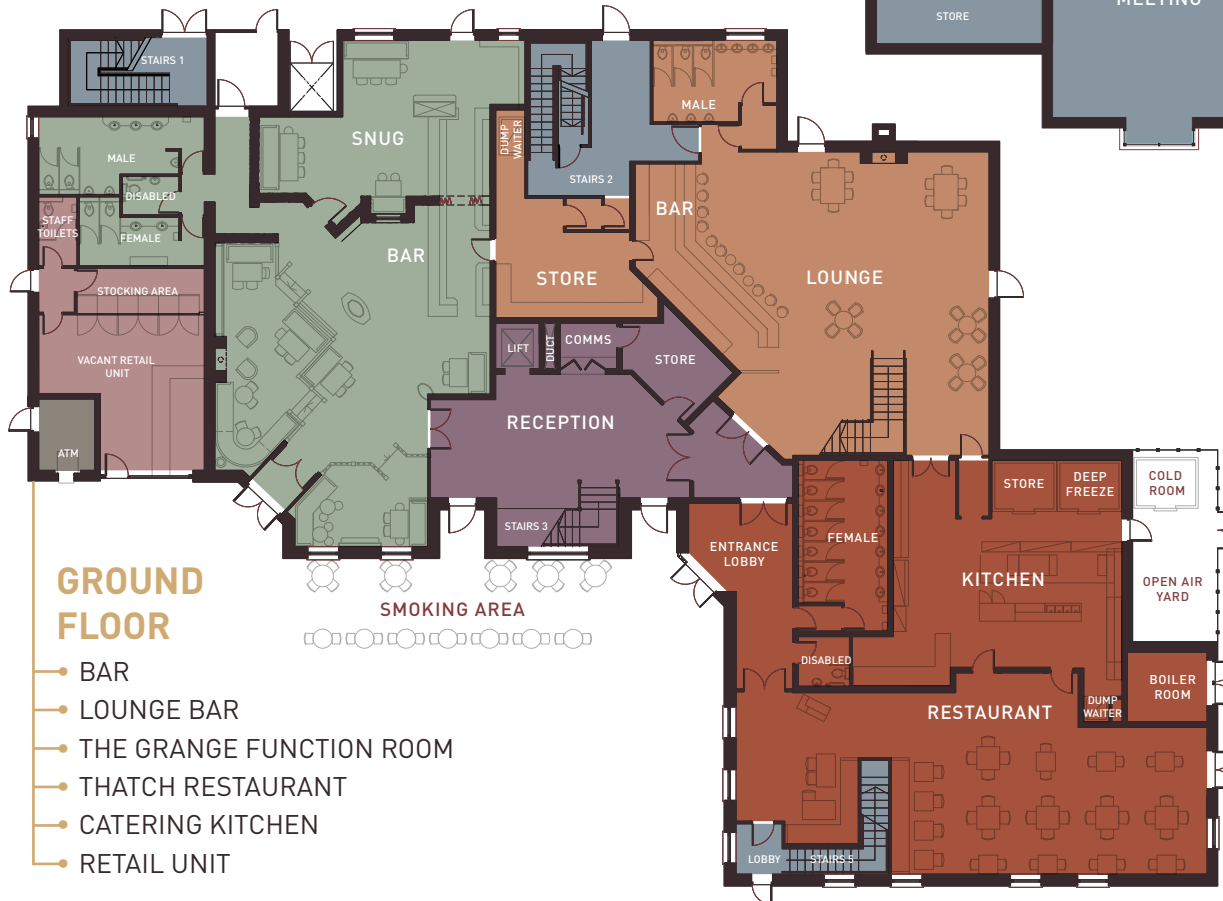 MEETING
STORE
STAIRS 1
MALE
SNUG
DUMP
WAITER
MALE
STAIRS 2
DISABLED
STAFF
TOILETS
FEMALE
BAR
BAR
STORE
LOUNGE
STOCKING AREA
VACANT RETAIL
UNIT
LIFT
DUCT
COMMS
STORE
RECEPTION
ATM
STORE
DEEP
FREEZE
COLD
ROOM
STAIRS 3
ENTRANCE
LOBBY
FEMALE
KITCHEN
OPEN AIR
YARD
SMOKING AREA
DISABLED
BOILER
ROOM
DUMP
WAITER
RESTAURANT
LOBBY
STAIRS 5
GROUND
FLOOR
BAR
LOUNGE BAR
THE GRANGE FUNCTION ROOM
THATCH RESTAURANT
CATERING KITCHEN
RETAIL UNIT